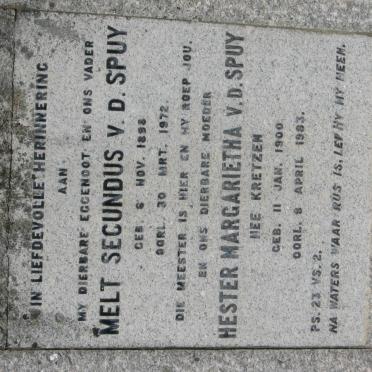 IN LIEFDEVOLLE HERINNERING
AAN
MY DIERBARE EGGENOOT EN ONS VADER
MELT SECUNDUS V. D. SPUY
GEB. 6 NOV. 1898
OORL. 30 MRT. 1972.
DIE MEESTER IS HIER EN HY ROEP JOU.
EN ONS DIERBARE MOEDER
HESTER MARGARIETHA V. D. SPUY
NEE KRETZEN
GEB. 11 JAN. 1900
OORL. 8 APRIL 1983.
PS. 23 VS. 2.
NA WATERS WAAR RUS IS, LEI HY MY HEEN.